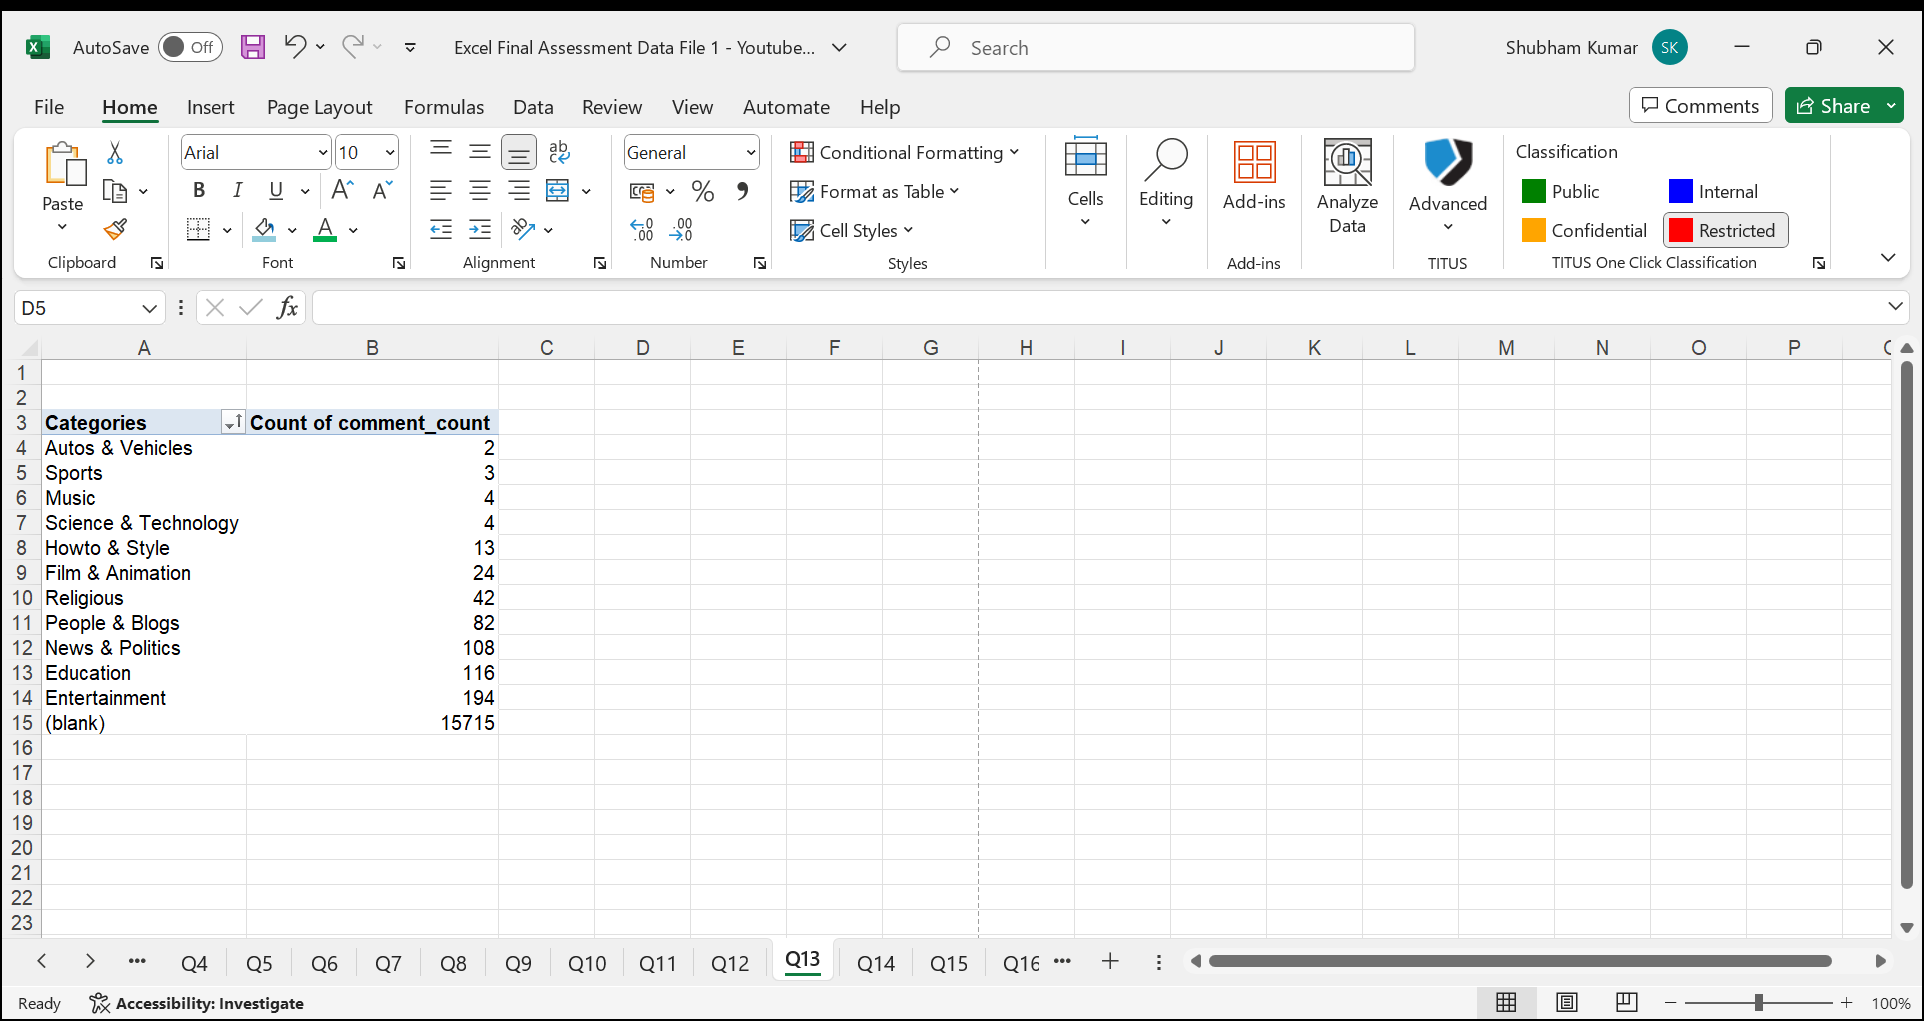 AutoSave Off Excel Final Assessment Data File 1 - Youtube... Search Shubham Kumar SK
File Home Insert Page Layout Formulas Data Review View Automate Help Comments Share
Paste
Clipboard
Arial 10
B I U A A
A
Font
ab
c
Alignment
General
% 9
.0 .00
.00 .0
Number
Conditional Formatting
Format as Table
Cell Styles
Styles
Cells
Editing
Add-ins
Add-ins
Analyze
Data
Advanced
TITUS
Classification
Public Internal
Confidential Restricted
TITUS One Click Classification
D5 fx
A B C D E F G H I J K L M N O P
1
2
3 Categories Count of comment_count
4 Autos & Vehicles 2
5 Sports 3
6 Music 4
7 Science & Technology 4
8 Howto & Style 13
9 Film & Animation 24
10 Religious 42
11 People & Blogs 82
12 News & Politics 108
13 Education 116
14 Entertainment 194
15 (blank) 15715
16
17
18
19
20
21
22
23
... Q4 Q5 Q6 Q7 Q8 Q9 Q10 Q11 Q12 Q13 Q14 Q15 Q16 ...
Ready Accessibility: Investigate 100%